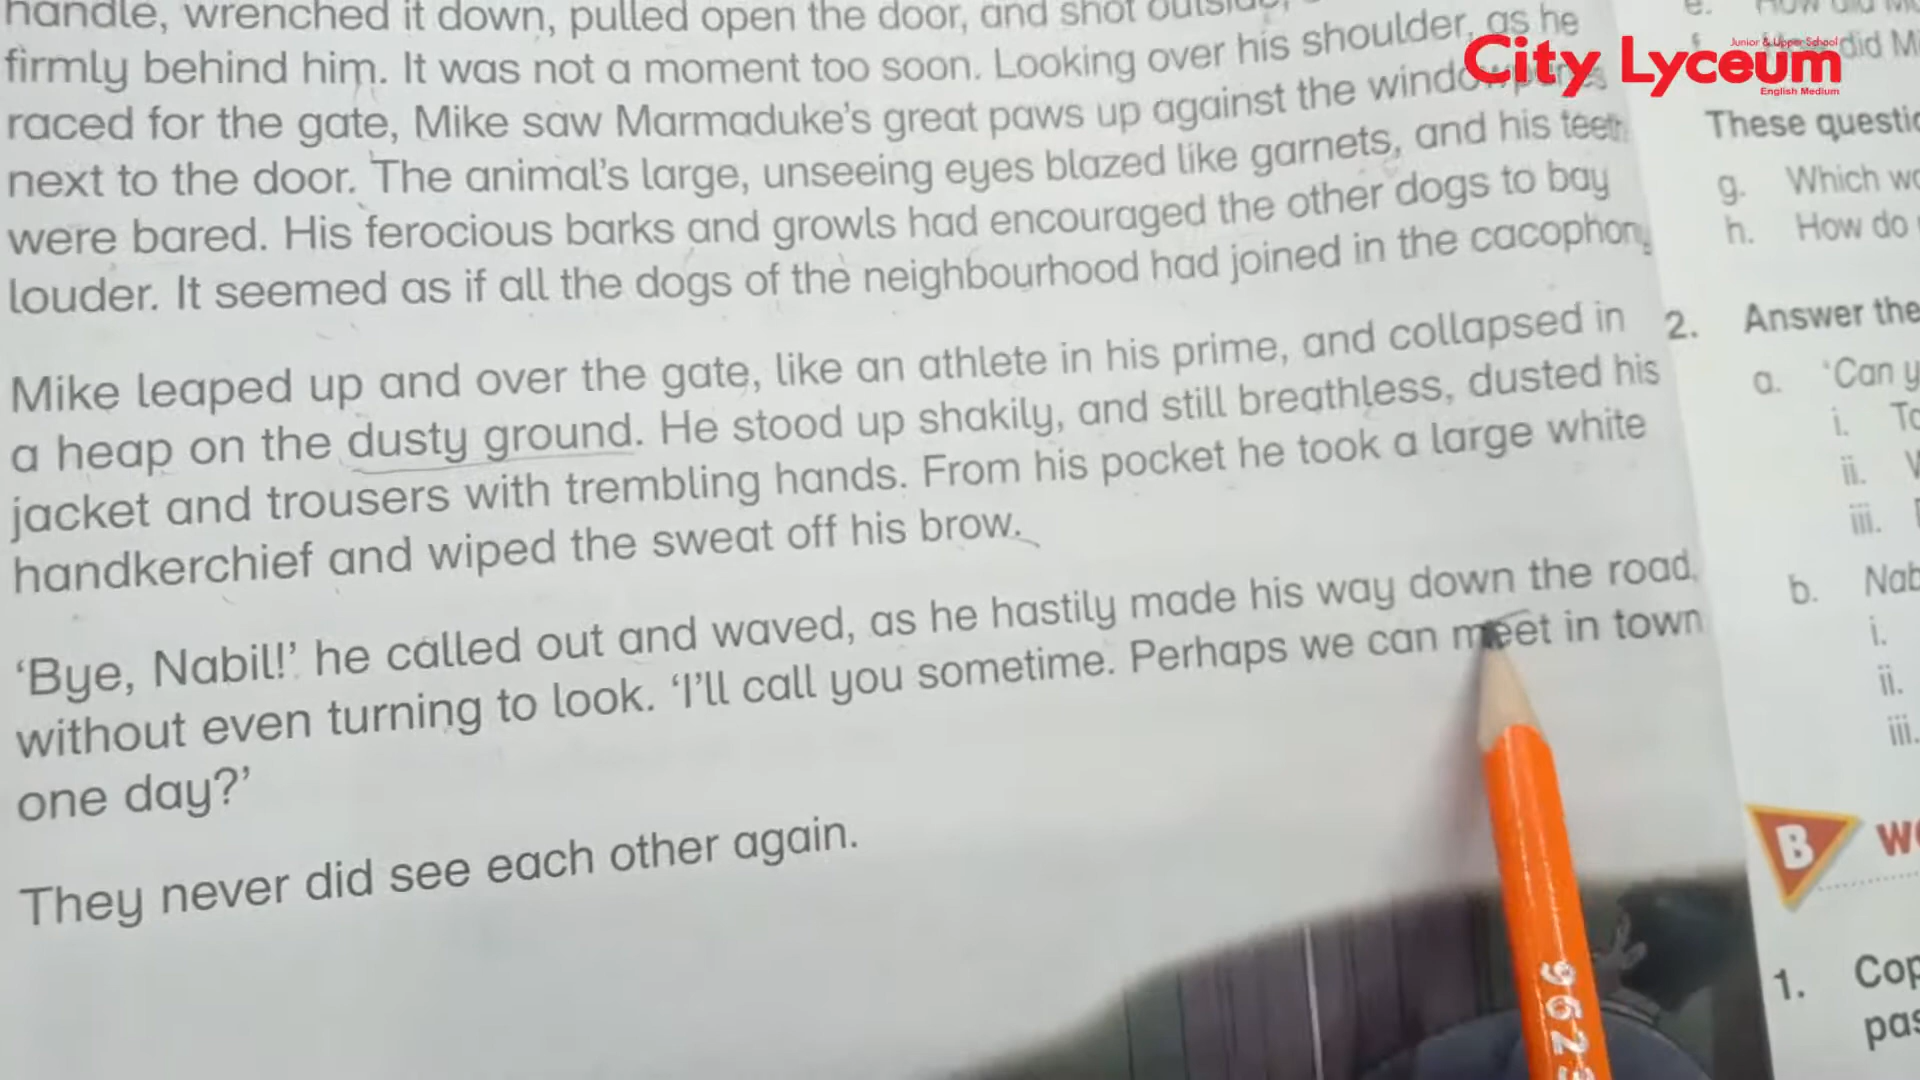 handle, wrenched it down, pulled open the door, and shot
firmly behind him. It was not a moment too soon. Looking over his shoulder, as he
raced for the gate, Mike saw Marmaduke's great paws up against the windowpanes
next to the door. The animal's large, unseeing eyes blazed like garnets, and his teeth
were bared. His ferocious barks and growls had encouraged the other dogs to bay
louder. It seemed as if all the dogs of the neighbourhood had joined in the cacophony.
Mike leaped up and over the gate, like an athlete in his prime, and collapsed in
a heap on the dusty ground. He stood up shakily, and still breathless, dusted his
jacket and trousers with trembling hands. From his pocket he took a large white
handkerchief and wiped the sweat off his brow.
'Bye, Nabil!' he called out and waved, as he hastily made his way down the road,
without even turning to look. 'I'll call you sometime. Perhaps we can meet in town
one day?'
They never did see each other again.
Junior & Upper School
City Lyceum
English Medium
e. How did
did
These
g. Which
h. How do
2. Answer the
a. 'Can
i.
ii.
iii.
b.
i.
ii.
iii.
B
1.
9623